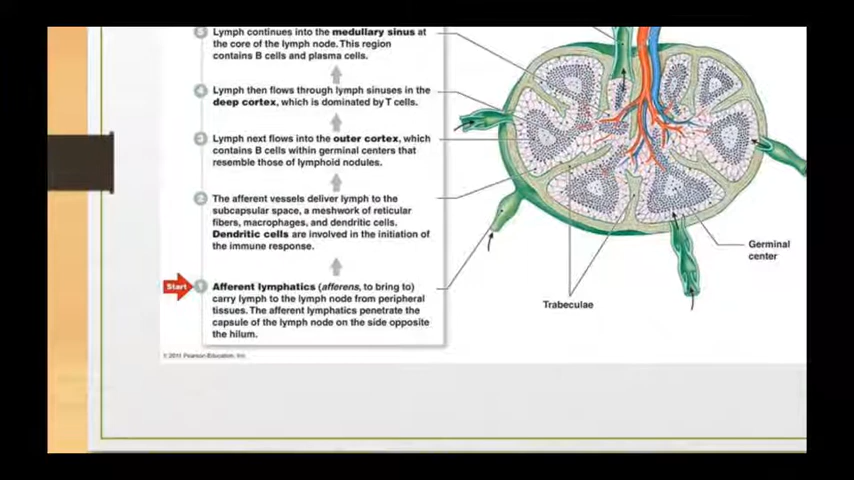 5 Lymph continues into the medullary sinus at
the core of the lymph node. This region
contains B cells and plasma cells.
4 Lymph then flows through lymph sinuses in the
deep cortex, which is dominated by T cells.
3 Lymph next flows into the outer cortex, which
contains B cells within germinal centers that
resemble those of lymphoid nodules.
2 The afferent vessels deliver lymph to the
subcapsular space, a meshwork of reticular
fibers, macrophages, and dendritic cells.
Dendritic cells are involved in the initiation of
the immune response.
Start 1 Afferent lymphatics (afferens, to bring to)
carry lymph to the lymph node from peripheral
tissues. The afferent lymphatics penetrate the
capsule of the lymph node on the side opposite
the hilum.
Germinal
center
Trabeculae
© 2011 Pearson Education, Inc.